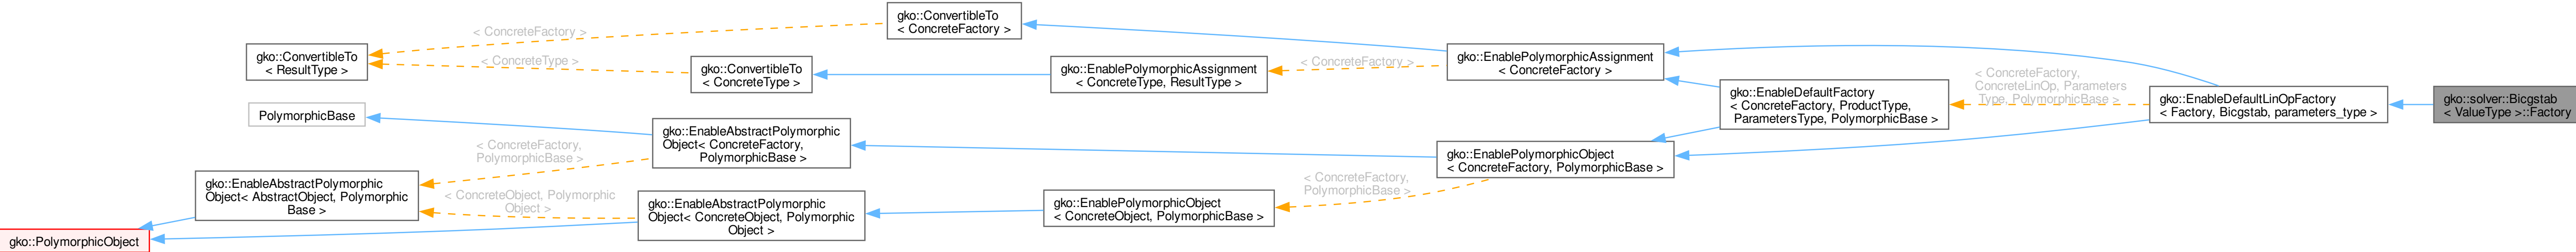 gko::ConvertibleTo
< ConcreteFactory >
< ConcreteFactory >
gko::ConvertibleTo
< ResultType >
< ConcreteType >
gko::ConvertibleTo
< ConcreteType >
gko::EnablePolymorphicAssignment
< ConcreteType, ResultType >
< ConcreteFactory >
gko::EnablePolymorphicAssignment
< ConcreteFactory >
gko::EnableDefaultFactory
< ConcreteFactory, ProductType,
ParametersType, PolymorphicBase >
< ConcreteFactory,
ConcreteLinOp, Parameters
Type, PolymorphicBase >
gko::EnableDefaultLinOpFactory
< Factory, Bicgstab, parameters_type >
gko::solver::Bicgstab
< ValueType >::Factory
PolymorphicBase
gko::EnableAbstractPolymorphic
Object< ConcreteFactory,
PolymorphicBase >
< ConcreteFactory,
PolymorphicBase >
gko::EnablePolymorphicObject
< ConcreteFactory, PolymorphicBase >
gko::EnableAbstractPolymorphic
Object< AbstractObject, Polymorphic
Base >
< ConcreteObject, Polymorphic
Object >
gko::EnableAbstractPolymorphic
Object< ConcreteObject, Polymorphic
Object >
gko::EnablePolymorphicObject
< ConcreteObject, PolymorphicBase >
< ConcreteFactory,
PolymorphicBase >
gko::PolymorphicObject